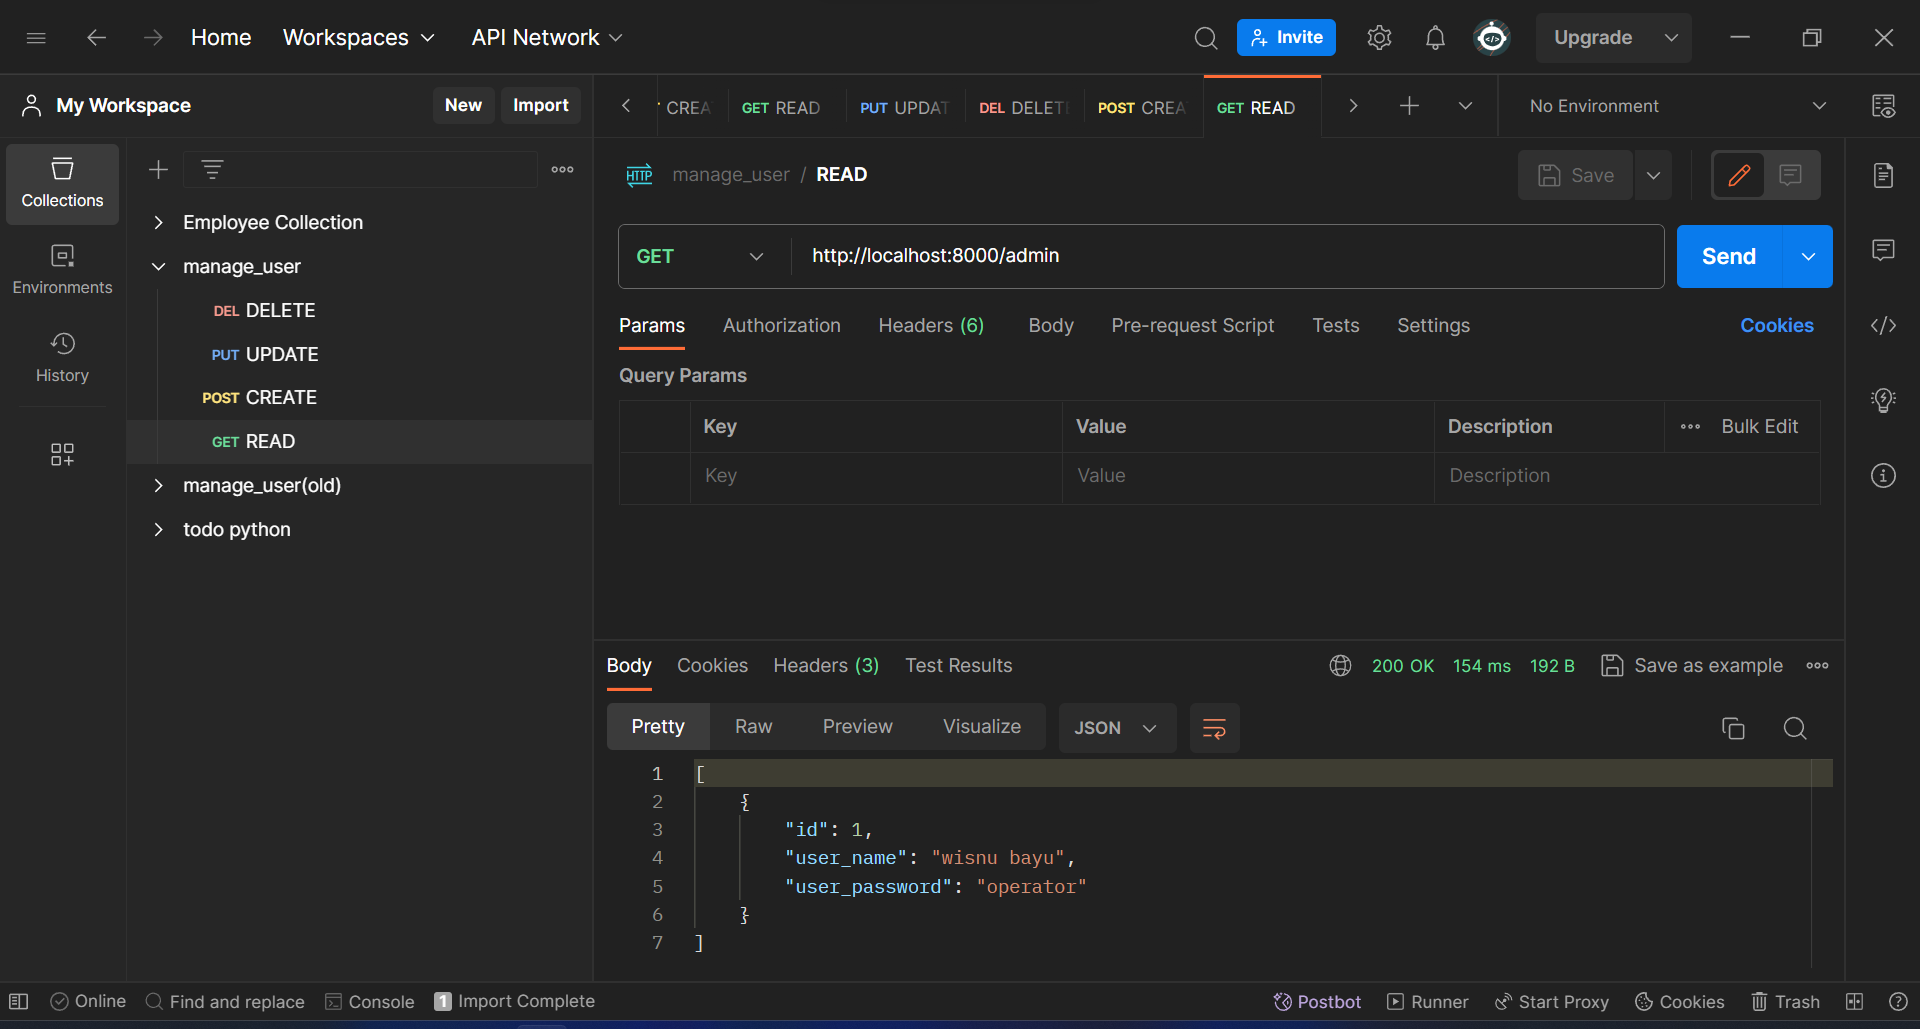 Home Workspaces API Network Invite Upgrade
My Workspace New Import
CREA GET READ PUT UPDAT DEL DELET POST CREA GET READ No Environment
Collections
Environments
History
Employee Collection
manage_user
DEL DELETE
PUT UPDATE
POST CREATE
GET READ
manage_user(old)
todo python
HTTP manage_user / READ Save
GET http://localhost:8000/admin Send
Params Authorization Headers (6) Body Pre-request Script Tests Settings Cookies
Query Params
Key Value Description Bulk Edit
Key Value Description
Body Cookies Headers (3) Test Results 200 OK 154 ms 192 B Save as example
Pretty Raw Preview Visualize JSON
1 [
2 {
3 "id": 1,
4 "user_name": "wisnu bayu",
5 "user_password": "operator"
6 }
7 ]
Online Find and replace Console 1 Import Complete Postbot Runner Start Proxy Cookies Trash